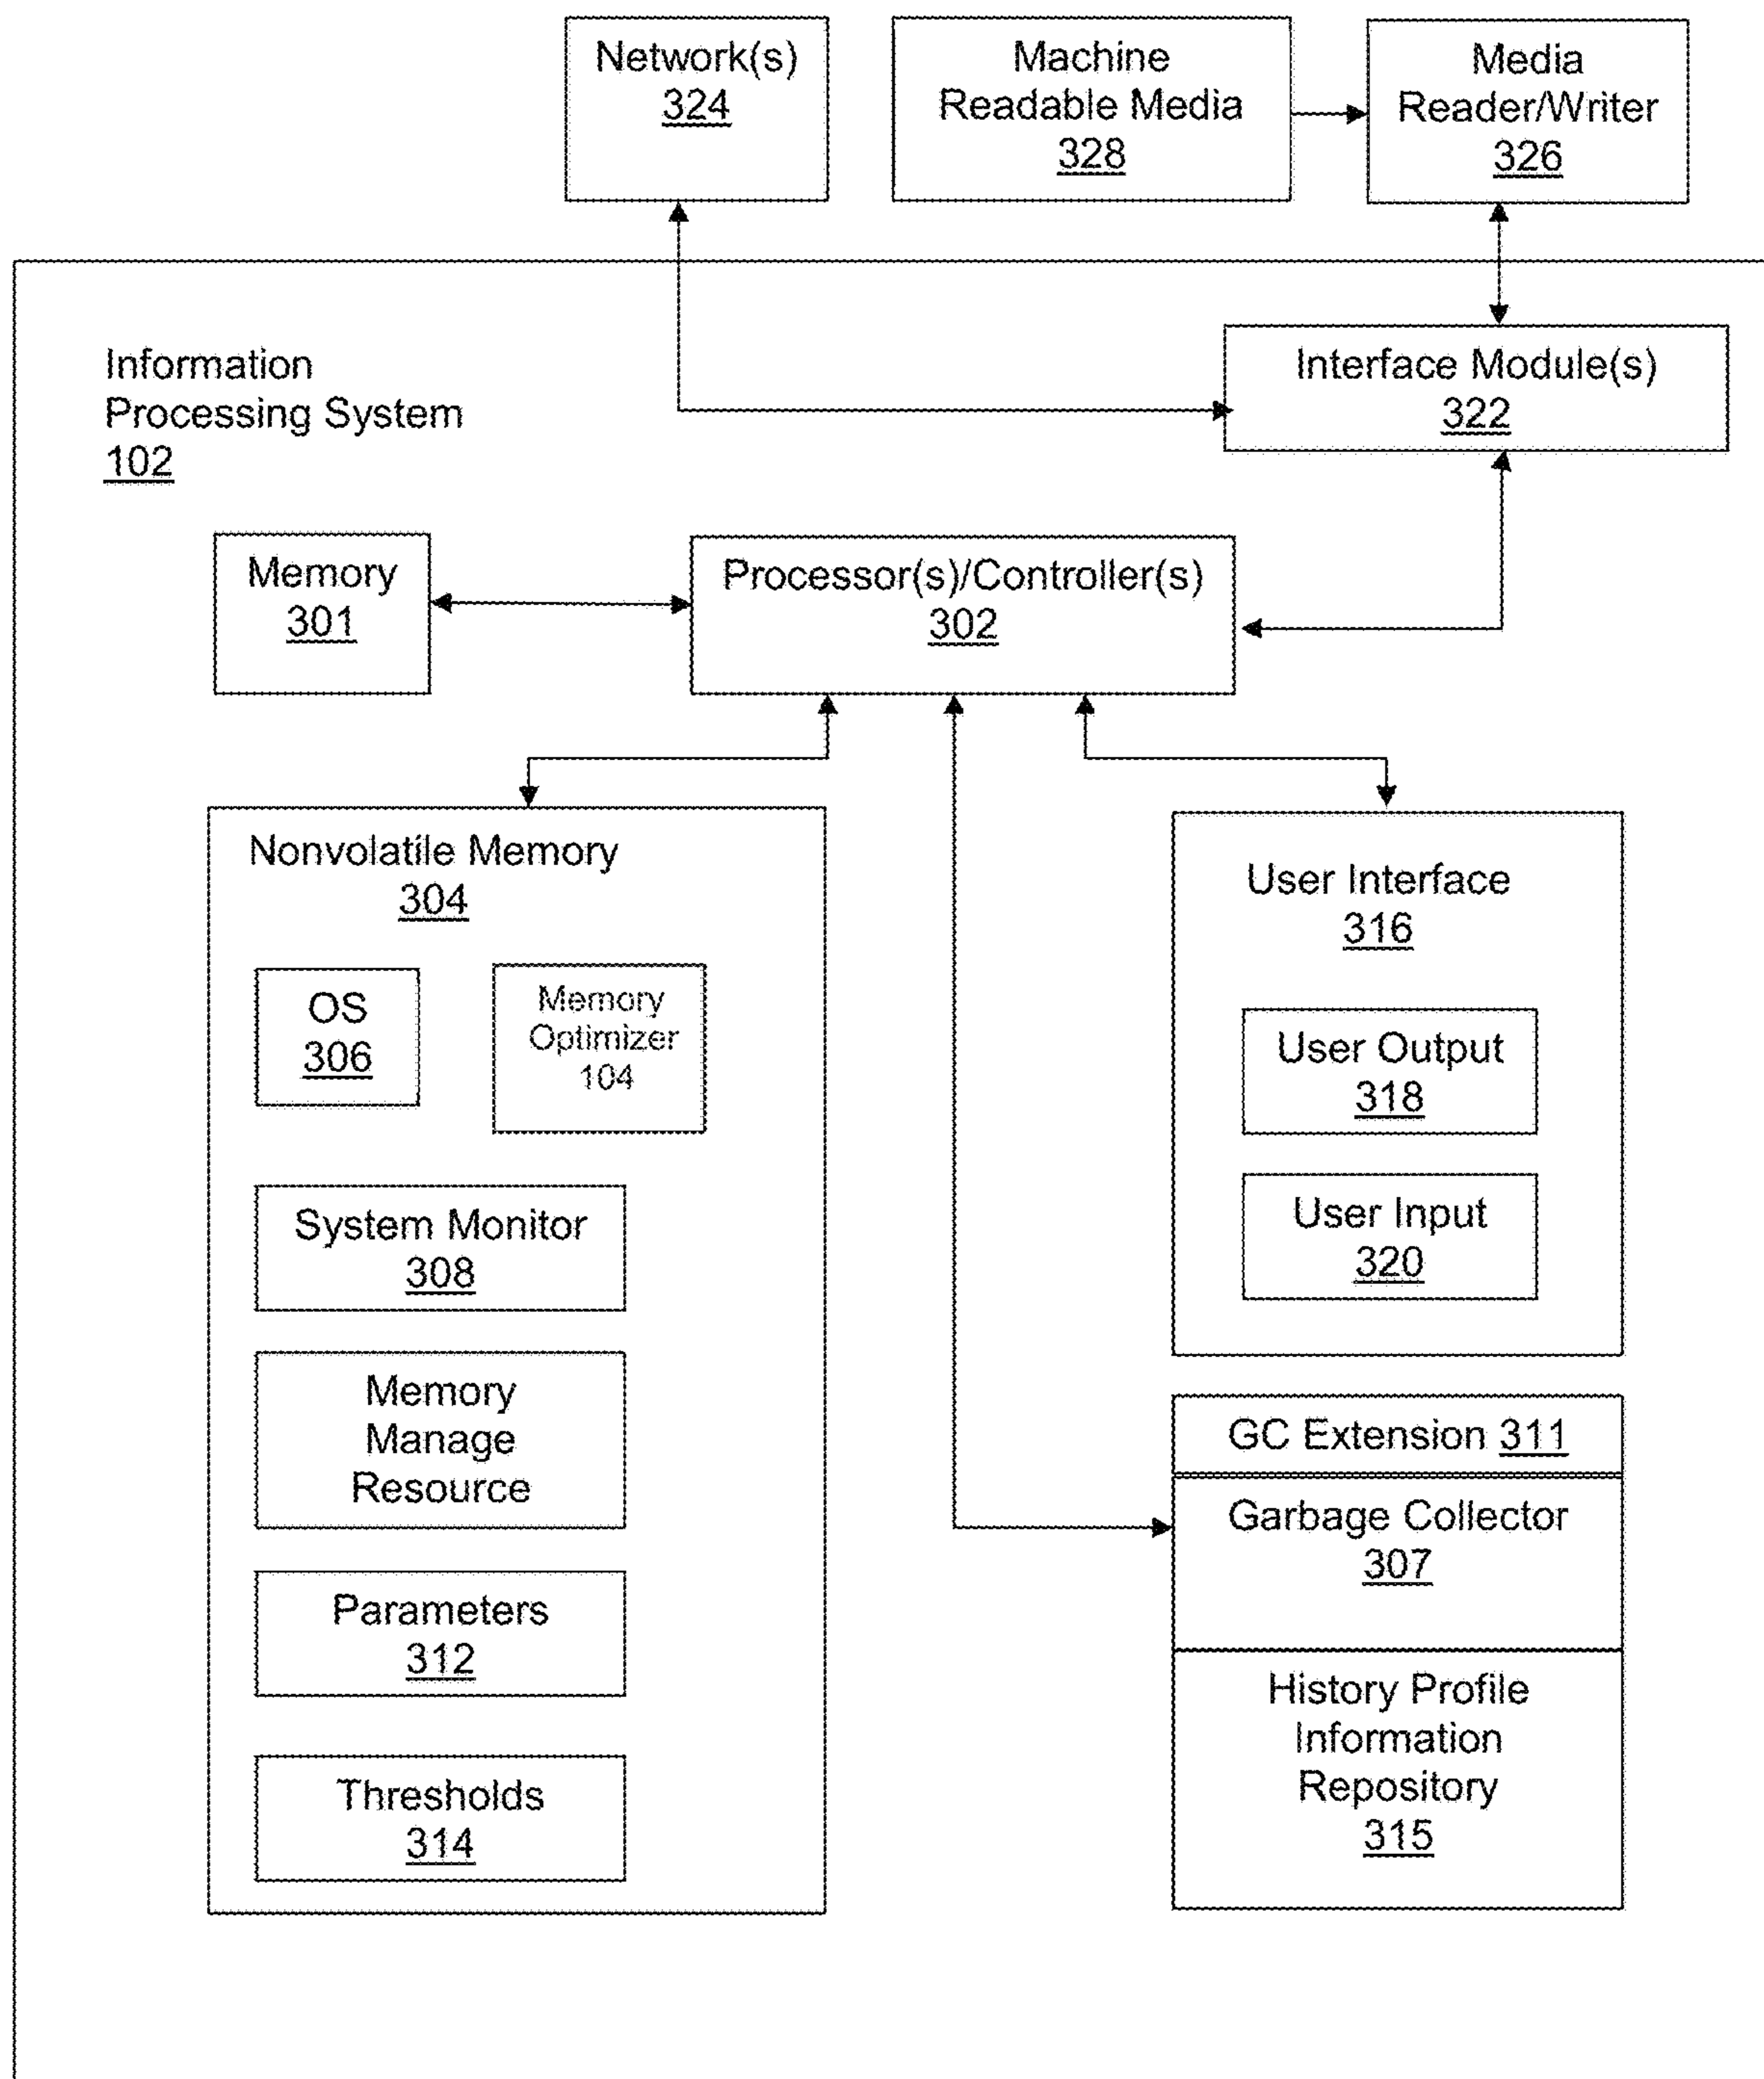 Network(s)
324
Machine
Readable Media
328
Media
Reader/Writer
326
Information
Processing System
102
Interface Module(s)
322
Memory
301
Processor(s)/Controller(s)
302
Nonvolatile Memory
304
OS
306
Memory
Optimizer
104
System Monitor
308
Memory
Manage
Resource
Parameters
312
Thresholds
314
User Interface
316
User Output
318
User Input
320
GC Extension 311
Garbage Collector
307
History Profile
Information
Repository
315